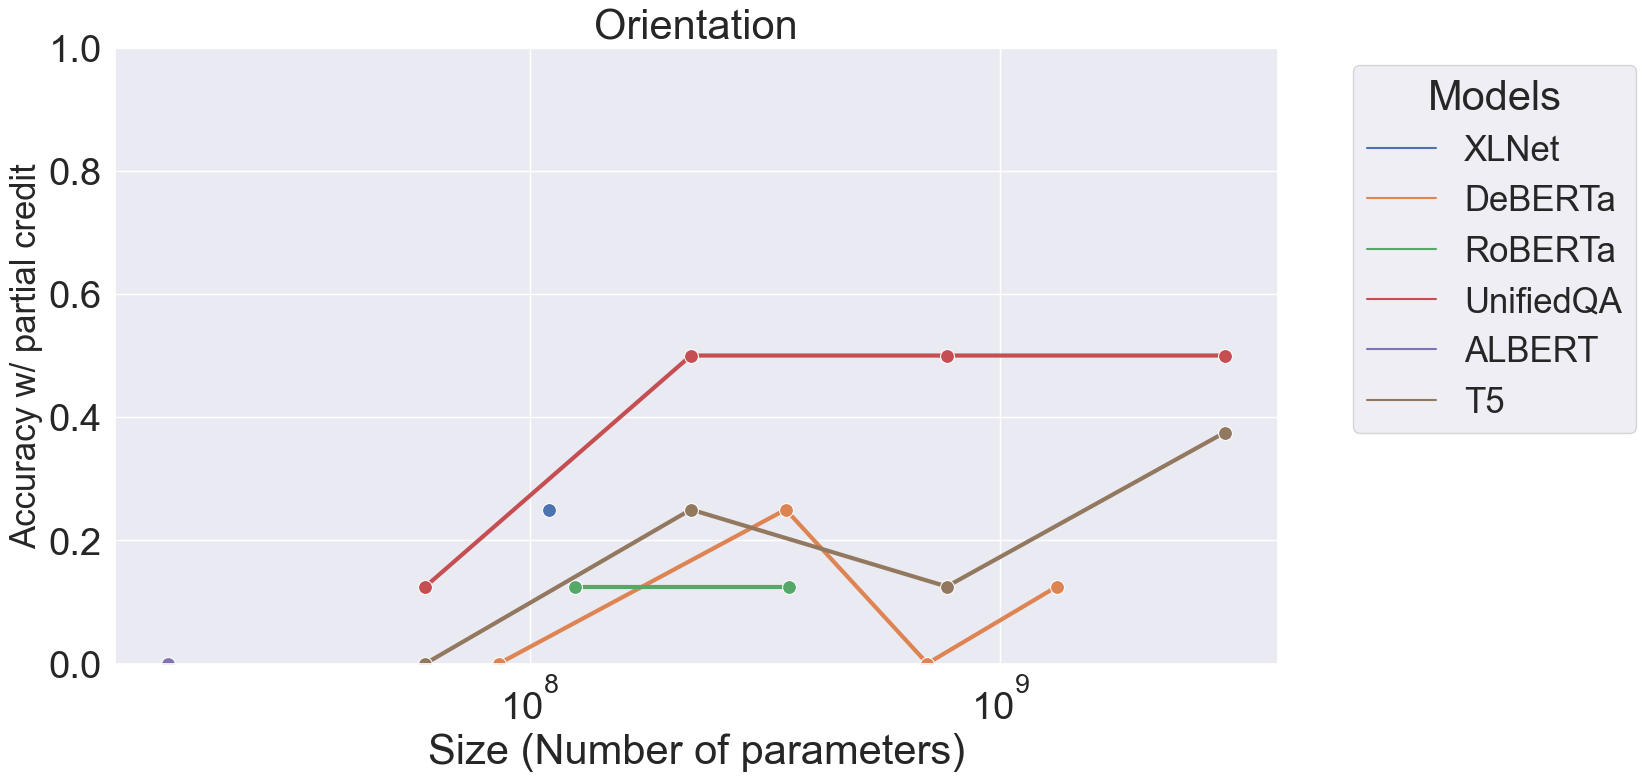 Orientation
Accuracy w/ partial credit
1.0
0.8
0.6
0.4
0.2
0.0
10^8
10^9
Size (Number of parameters)
Models
XLNet
DeBERTa
RoBERTa
UnifiedQA
ALBERT
T5